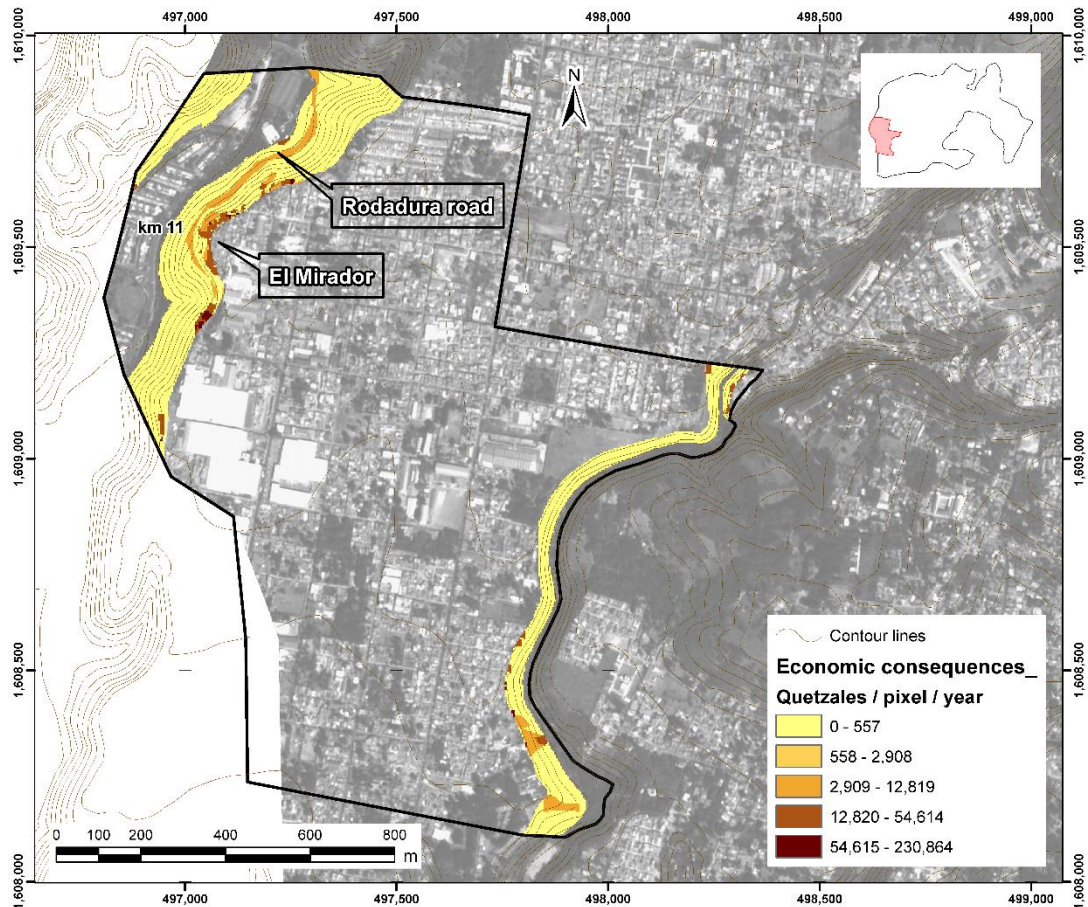 497,000 497,500 498,000 498,500 499,000
1,610,000 1,610,000
N
Rodadura road
km 11
1,609,500 1,609,500
El Mirador
1,609,000 1,609,000
Contour lines
Economic consequences_
Quetzales / pixel / year
1,608,500 1,608,500
0 - 557
558 - 2,908
2,909 - 12,819
12,820 - 54,614
54,615 - 230,864
0 100 200 400 600 800
m
1,608,000 1,608,000
497,000 497,500 498,000 498,500 499,000